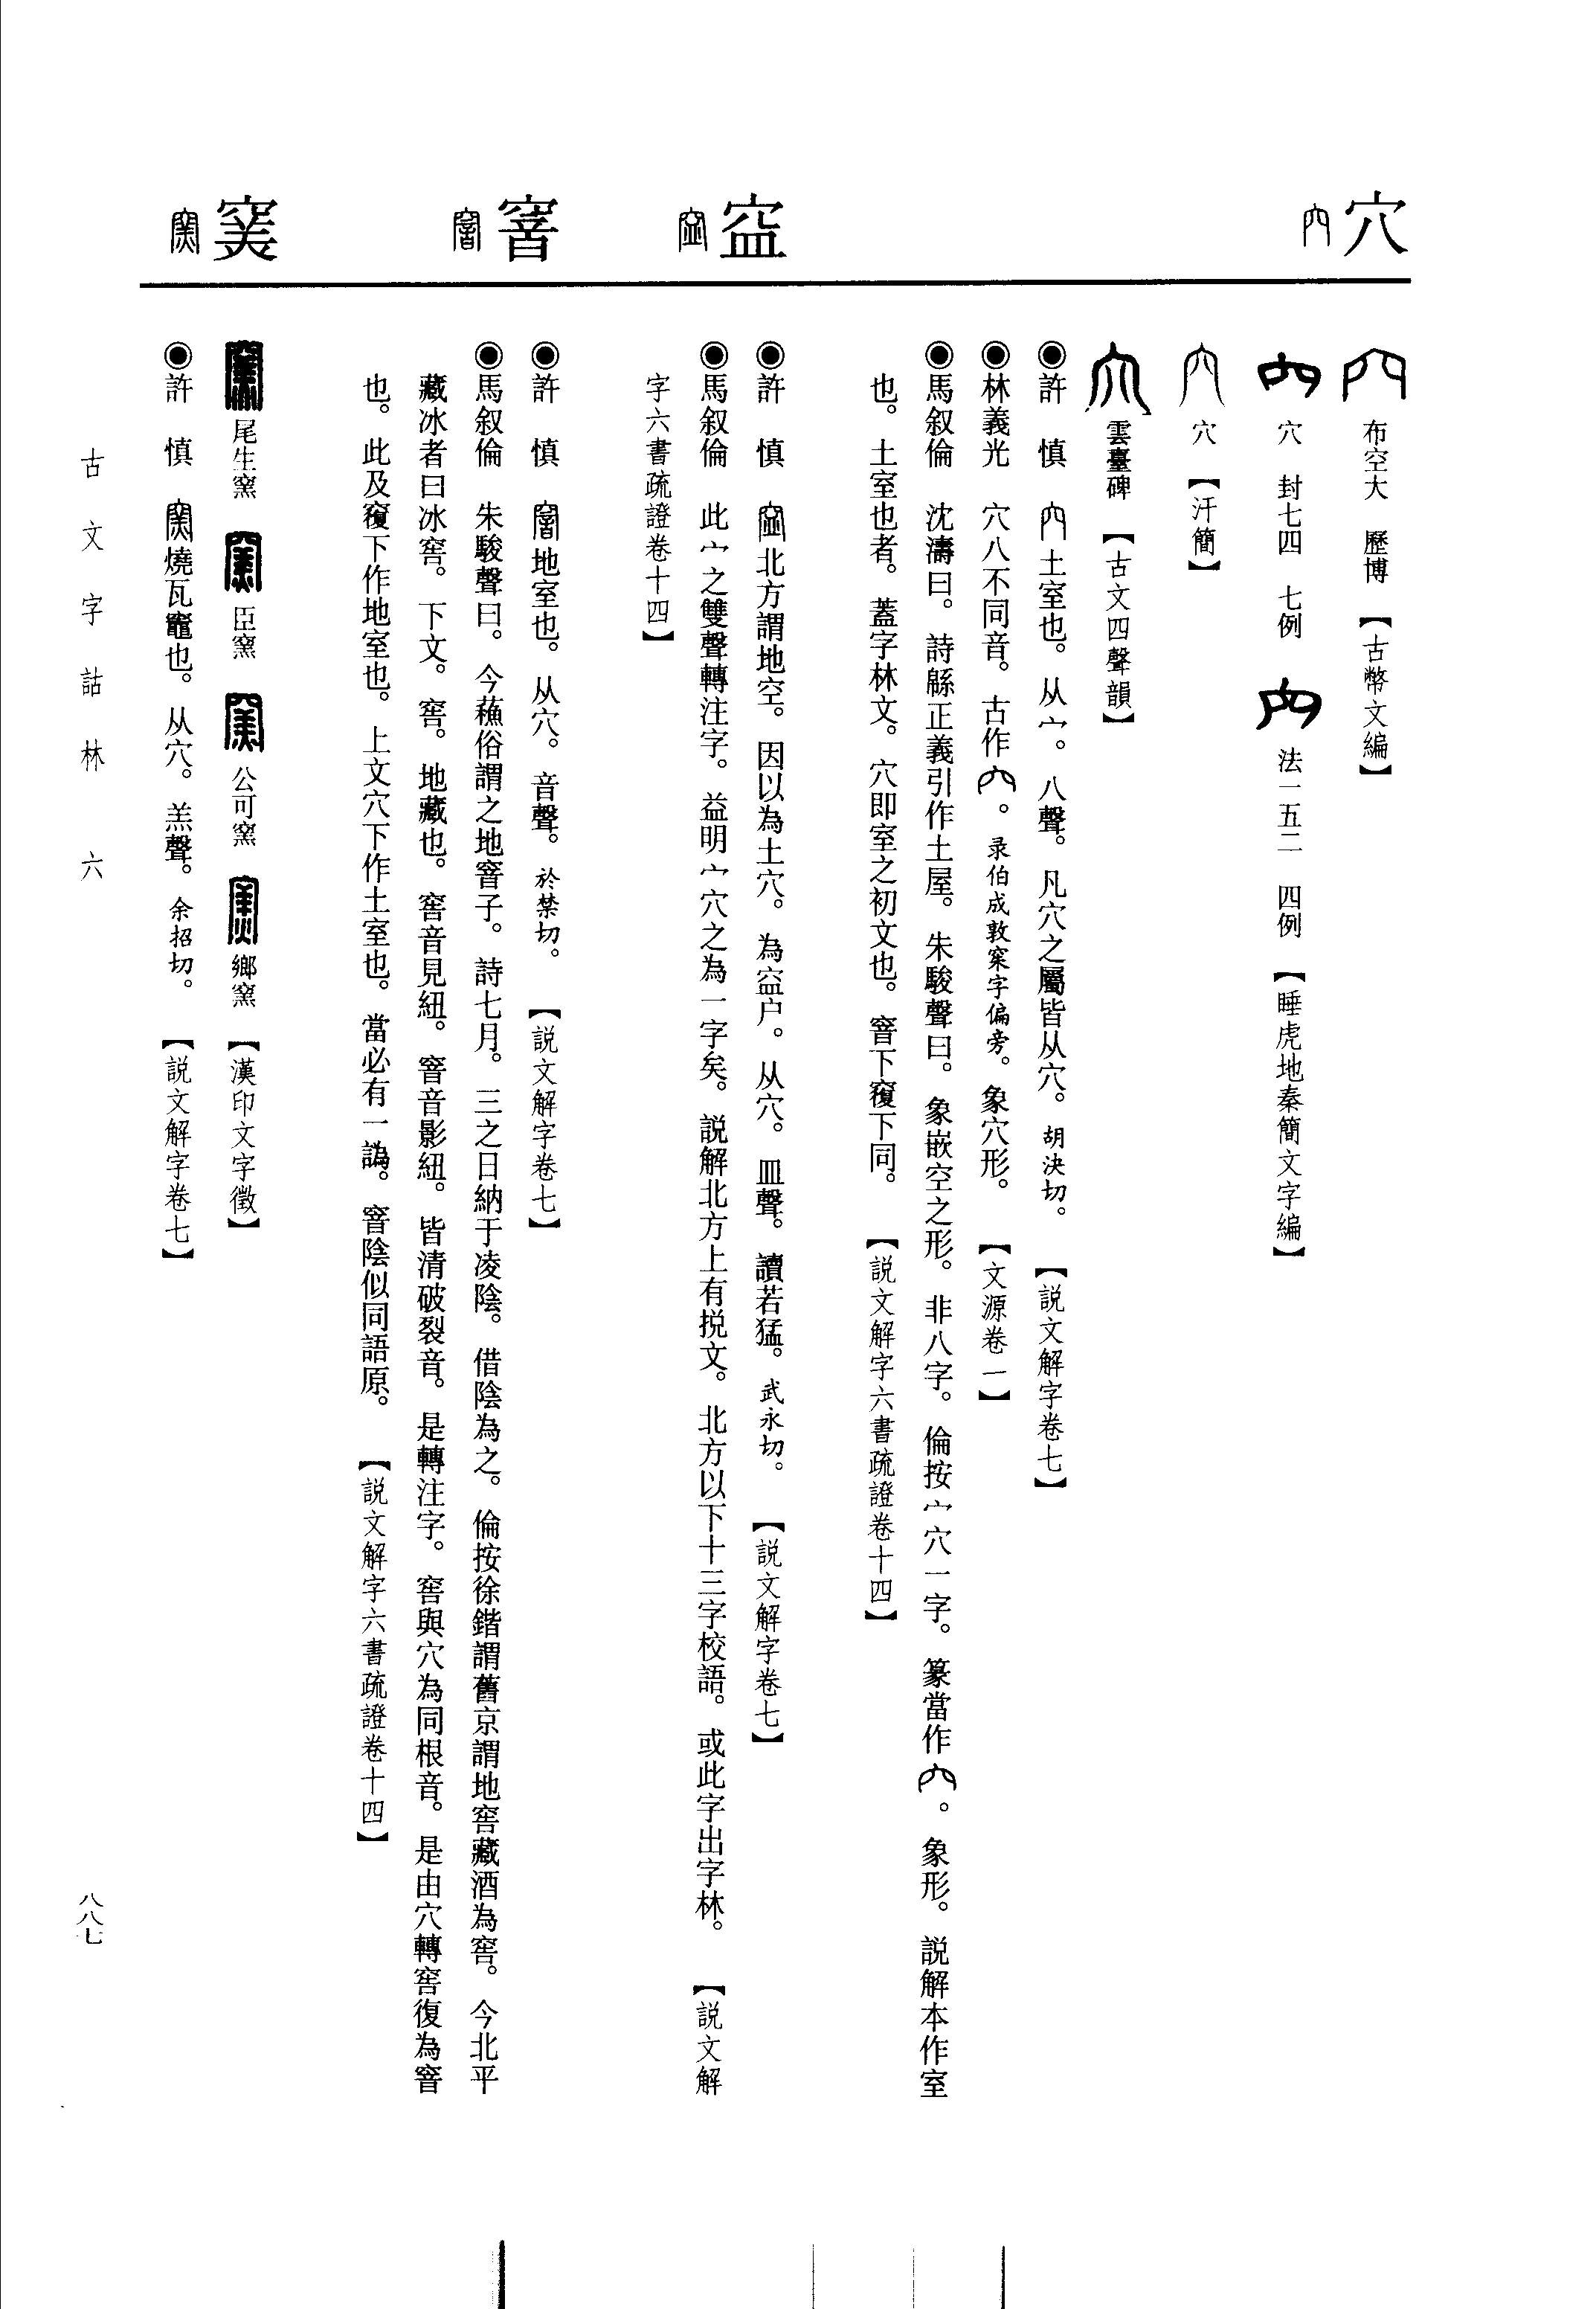 穴
布空大　歷博　【古幣文編】
穴　封七四　七例　法一五二　四例　【睡虎地秦簡文字編】
穴　【汗簡】
雲臺碑　【古文四聲韻】
◉許　慎　土室也。从宀。八聲。凡穴之屬皆从穴。胡決切。　【説文解字卷七】
◉林義光　穴八不同音。古作。彔伯戎敦窠字偏旁。象穴形。　【文源卷一】
◉馬叙倫　沈濤曰。詩緜正義引作土屋。朱駿聲曰。象嵌空之形。非八字。倫按宀穴一字。篆當作。象形。説解本作室
也。土室也者。蓋字林文。穴即室之初文也。窨下窽下同。　【説文解字六書疏證卷十四】
㿿
◉許　慎　北方謂地空。因以為土穴。為㿿户。从穴。皿聲。讀若猛。武永切。　【説文解字卷七】
◉馬叙倫　此宀之雙聲轉注字。益明宀穴之為一字矣。説解北方上有捝文。北方以下十三字校語。或此字出字林。　【説文解
字六書疏證卷十四】
窨
◉許　慎　地室也。从穴。音聲。於禁切。　【説文解字卷七】
◉馬叙倫　朱駿聲曰。今蘓俗謂之地窨子。詩七月。三之日納于凌陰。借陰為之。倫按徐鍇謂舊京謂地窖藏酒為窖。今北平
藏冰者曰冰窖。下文。窖。地藏也。窖音見紐。窨音影紐。皆清破裂音。是轉注字。窖與穴為同根音。是由穴轉窖復為窨
也。此及窽下作地室也。上文穴下作土室也。當必有一譌。窨陰似同語原。　【説文解字六書疏證卷十四】
窯
尾生窯　臣窯　公可窯　鄉窯　【漢印文字徵】
◉許　慎　燒瓦竈也。从穴。羔聲。余招切。　【説文解字卷七】
古文字詁林　六
八八七